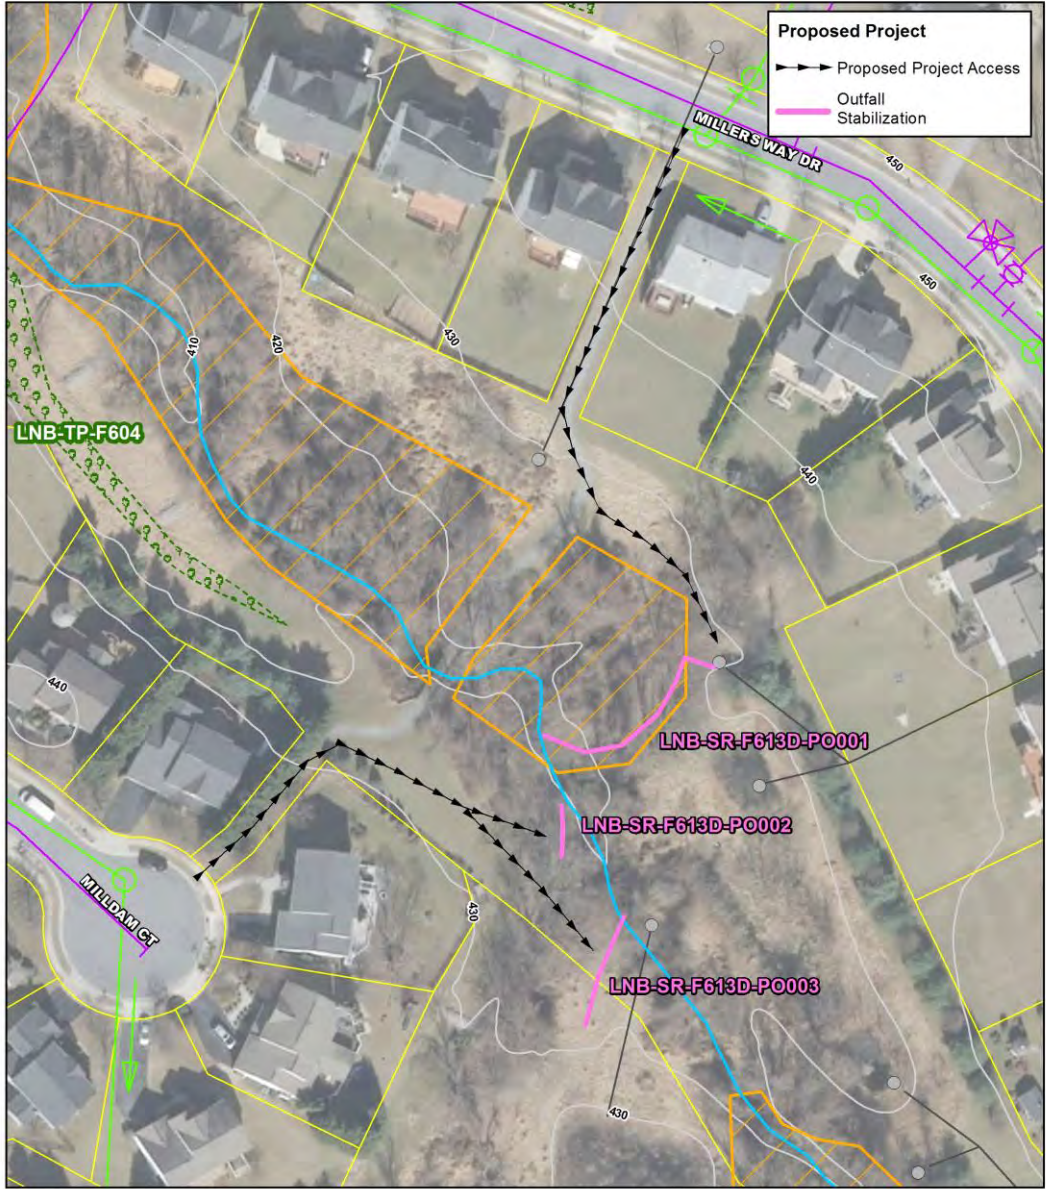 Proposed Project
Proposed Project Access
Outfall
Stabilization
MILLERS WAY DR
450
450
430
420
410
LNB-TP-F604
440
440
LNB-SR-F613D-PO001
LNB-SR-F613D-PO002
MILLDAM CT
430
LNB-SR-F613D-PO003
430